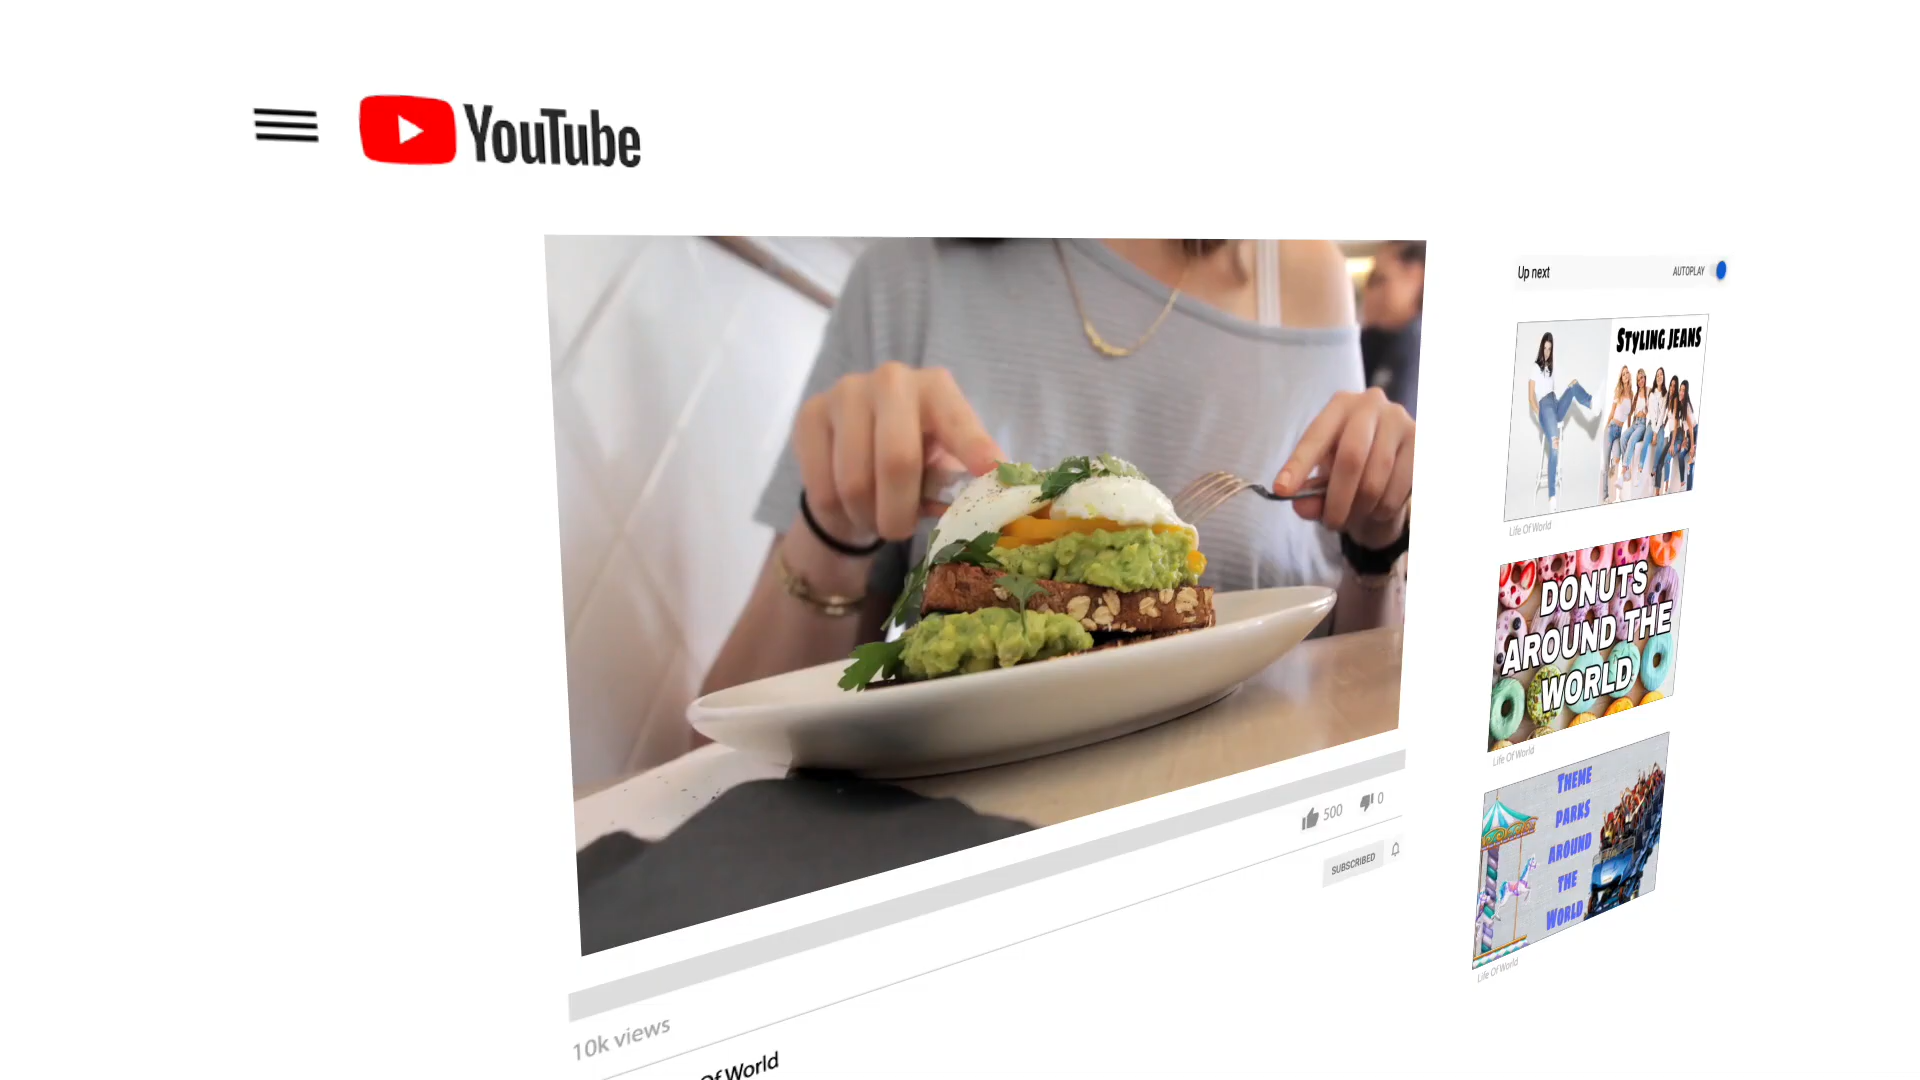 YouTube
Up next
AUTOPLAY
STYLING JEANS
Life Of World
DONUTS
AROUND THE
WORLD
Life Of World
THEME
PARKS
AROUND
THE
WORLD
Life Of World
500
0
SUBSCRIBED
10k views
Of World